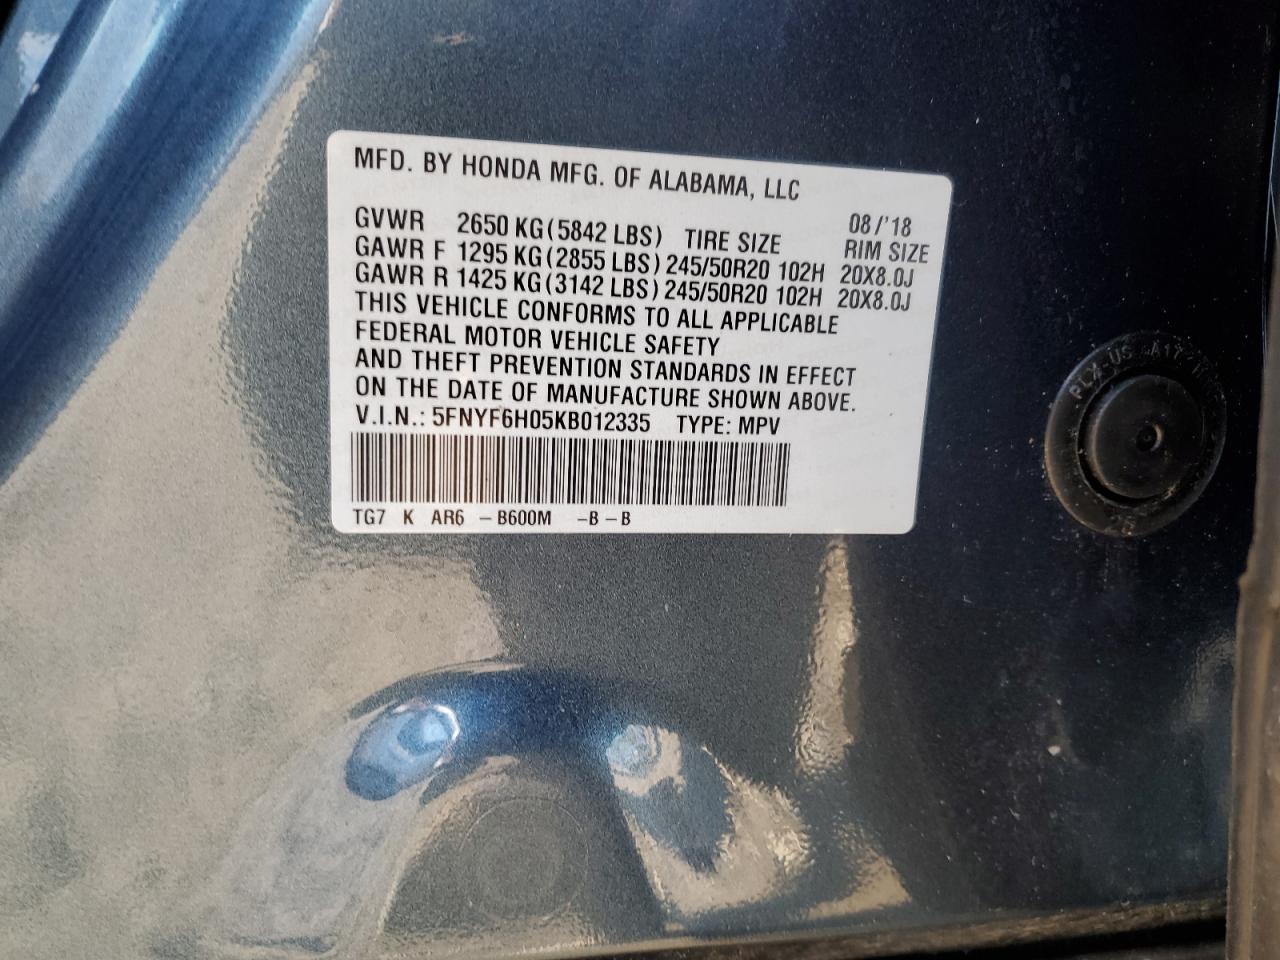 MFD. BY HONDA MFG. OF ALABAMA, LLC
08/'18
GVWR 2650 KG(5842 LBS) TIRE SIZE RIM SIZE
GAWR F 1295 KG(2855 LBS) 245/50R20 102H 20X8.0J
GAWR R 1425 KG(3142 LBS) 245/50R20 102H 20X8.0J
THIS VEHICLE CONFORMS TO ALL APPLICABLE
FEDERAL MOTOR VEHICLE SAFETY
AND THEFT PREVENTION STANDARDS IN EFFECT
ON THE DATE OF MANUFACTURE SHOWN ABOVE.
V.I.N.: 5FNYF6H05KB012335 TYPE: MPV
TG7 K AR6 -B600M -B-B